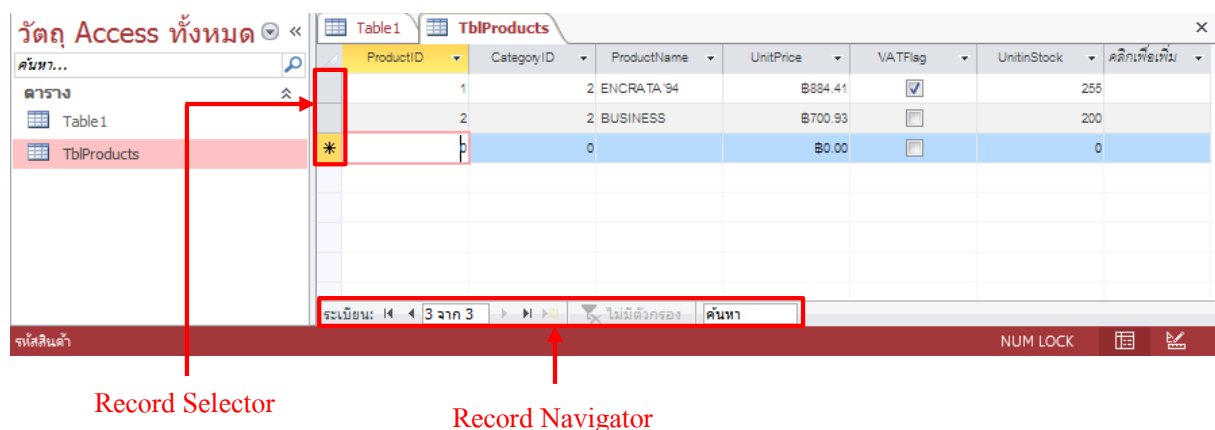 วัตถุ Access ทั้งหมด «
ค้นหา...
ตาราง
Table1
TblProducts
Table1 TblProducts ×
ProductID CategoryID ProductName UnitPrice VATFlag UnitinStock คลิกเพื่อเพิ่ม
1 2 ENCRATA'94 ฿884.41 255
2 2 BUSINESS ฿700.93 200
* 0 0 ฿0.00 0
ระเบียน: 3 จาก 3 ไม่มีตัวกรอง ค้นหา
รหัสสินค้า NUM LOCK
Record Selector
Record Navigator